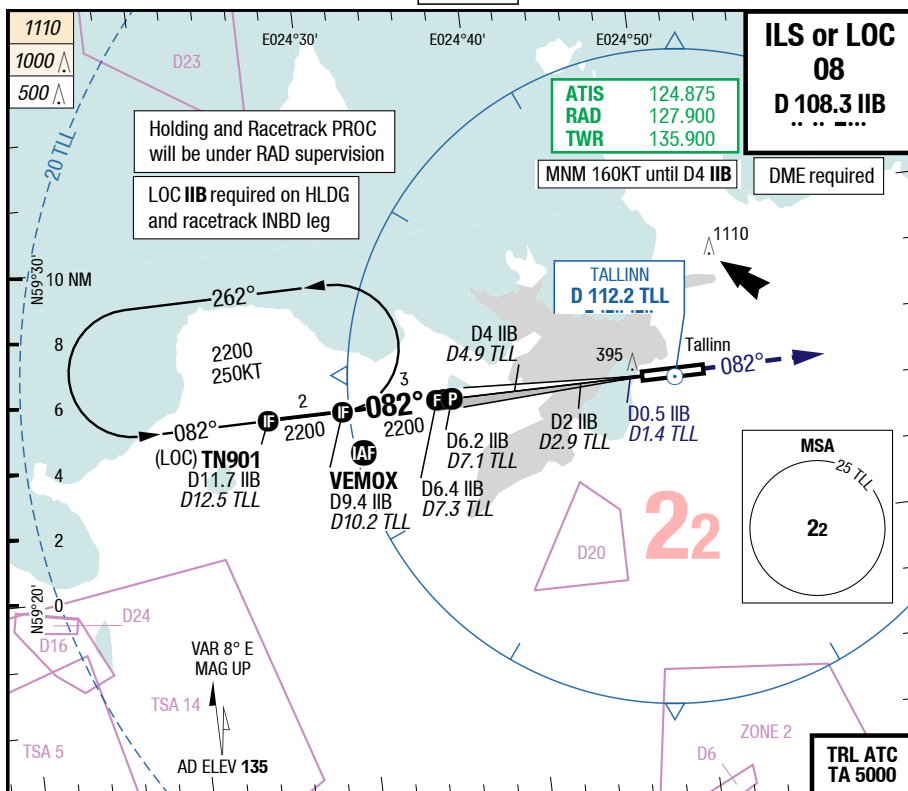 1110
1000
500
D23
E024°30'
E024°40'
E024°50'
ILS or LOC
08
D 108.3 IIB
ATIS 124.875
RAD 127.900
TWR 135.900
MNM 160KT until D4 IIB
DME required
Holding and Racetrack PROC
will be under RAD supervision
LOC IIB required on HLDG
and racetrack INBD leg
20 TLL
N59°30'
10 NM
8
6
4
2
0
N59°20'
1110
TALLINN
D 112.2 TLL
262°
2200
250KT
D4 IIB
D4.9 TLL
395
Tallinn
082°
082°
IF
2
2200
IF
082°
3
2200
F
P
(LOC) TN901
D11.7 IIB
D12.5 TLL
IAF
VEMOX
D9.4 IIB
D10.2 TLL
D6.2 IIB
D7.1 TLL
D6.4 IIB
D7.3 TLL
D2 IIB
D2.9 TLL
D0.5 IIB
D1.4 TLL
22
D20
MSA
25 TLL
22
D24
D16
VAR 8° E
MAG UP
TSA 14
TSA 5
AD ELEV 135
ZONE 2
D6
TRL ATC
TA 5000